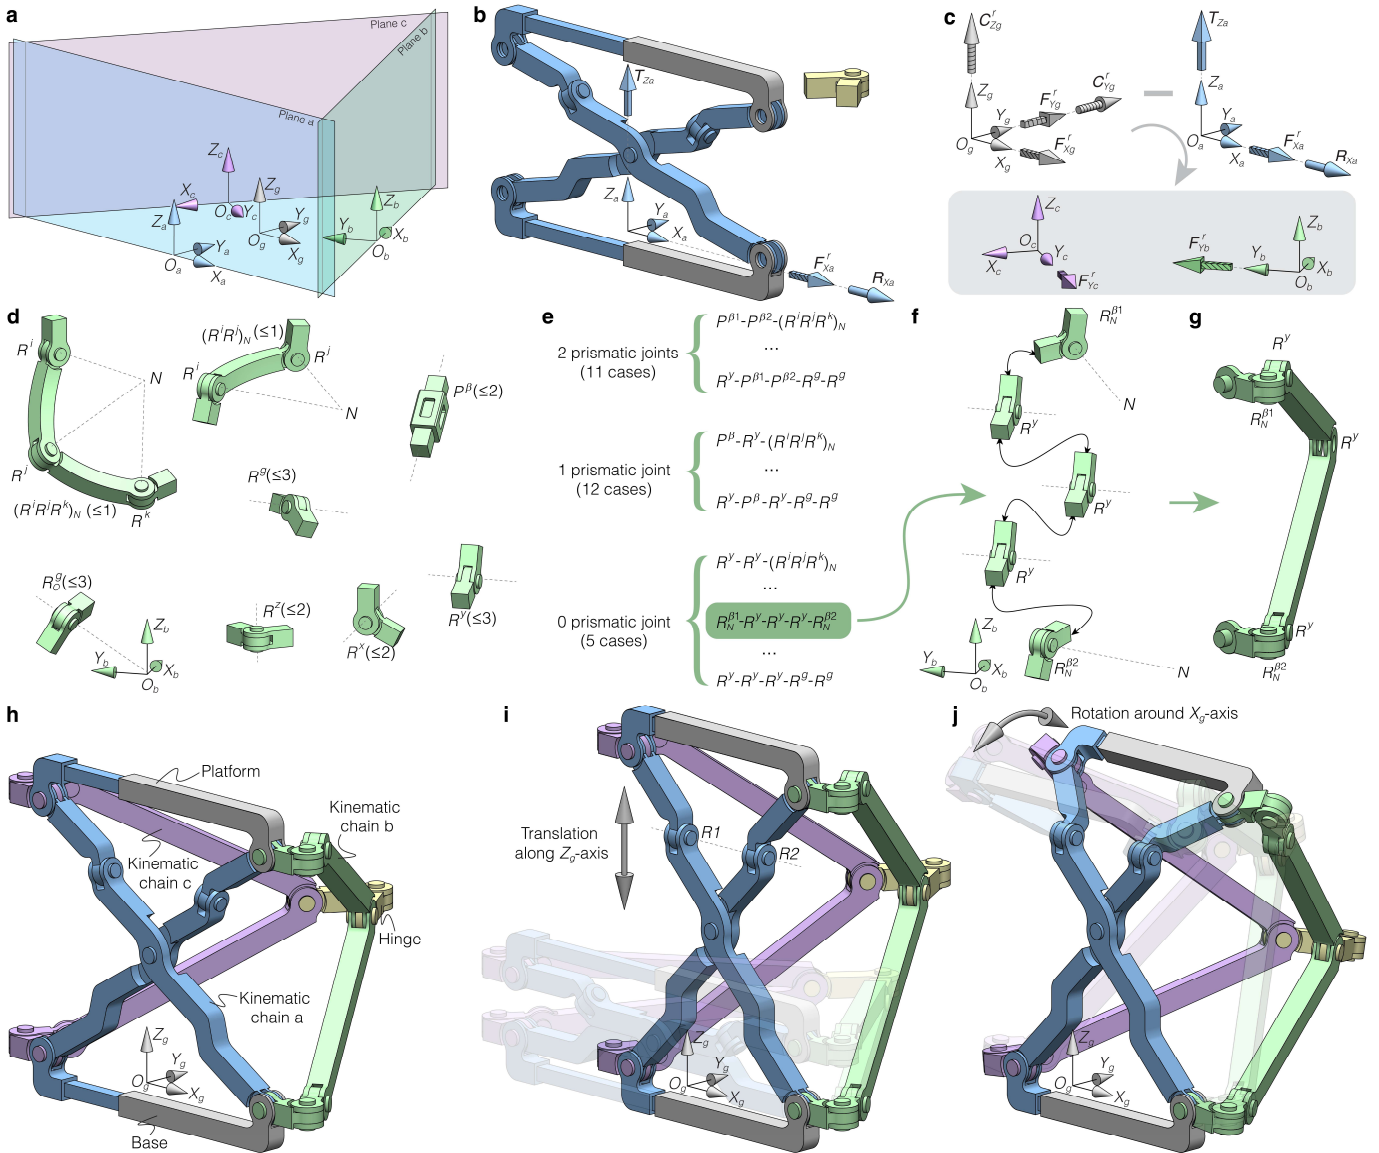 a
Plane c
Plane b
Plane a
Z_c
X_c
O_c
Y_c
Z_g
Y_g
O_g
X_g
Z_a
Y_a
O_a
X_a
Z_b
Y_b
X_b
O_b
b
T_Za
Z_a
Y_a
X_a
F^r_Xa
R_Xa
c
C^r_Zg
Z_g
Y_g
F^r_Yg
C^r_Yg
O_g
X_g
F^r_Xg
T_Za
Z_a
Y_a
O_a
X_a
F^r_Xa
R_Xa
Z_c
O_c
X_c
Y_c
F^r_Yc
F^r_Yb
Y_b
Z_b
X_b
O_b
d
R^i
R^j
R^k
N
(R^iR^jR^k)_N (≤1)
(R^iR^j)_N (≤1)
R^i
R^j
N
P^β(≤2)
R^g(≤3)
R^g_O(≤3)
R^z(≤2)
R^x(≤2)
R^y(≤3)
Z_b
Y_b
X_b
O_b
e
2 prismatic joints
(11 cases)
P^β1-P^β2-(R^iR^jR^k)_N
...
R^y-P^β1-P^β2-R^g-R^g
1 prismatic joint
(12 cases)
P^β-R^y-(R^iR^jR^k)_N
...
R^y-P^β-R^y-R^g-R^g
0 prismatic joint
(5 cases)
R^y-R^y-(R^iR^jR^k)_N
...
R^β1_N-R^y-R^y-R^y-R^β2_N
...
R^y-R^y-R^y-R^g-R^g
f
R^β1_N
N
R^y
R^y
R^y
Z_b
Y_b
X_b
O_b
R^β2_N
N
g
R^y
R^β1_N
R^y
R^y
R^β2_N
h
Platform
Kinematic
chain b
Kinematic
chain c
Hinge
Kinematic
chain a
Z_g
Y_g
O_g
X_g
Base
i
Translation
along Z_g-axis
R1
R2
Z_g
Y_g
O_g
X_g
j
Rotation around X_g-axis
Z_g
Y_g
O_g
X_g